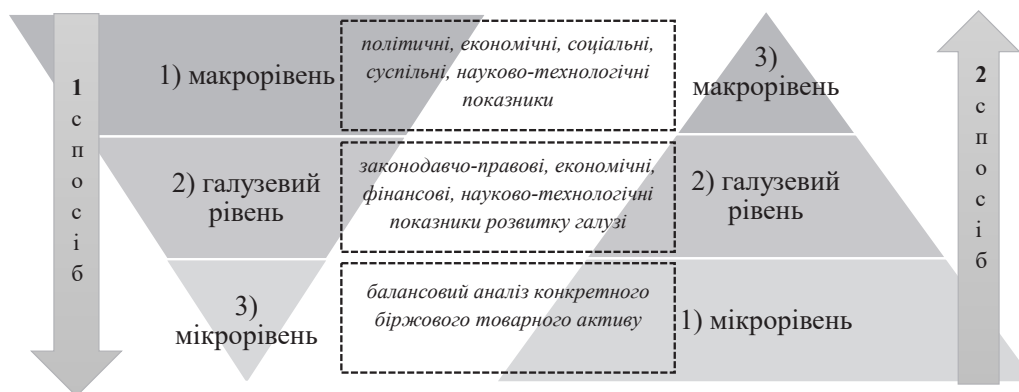 1 спосіб
1) макрорівень
2) галузевий
рівень
3)
мікрорівень
політичні, економічні, соціальні,
суспільні, науково-технологічні
показники
законодавчо-правові, економічні,
фінансові, науково-технологічні
показники розвитку галузі
балансовий аналіз конкретного
біржового товарного активу
3)
макрорівень
2) галузевий
рівень
1) мікрорівень
2 спосіб